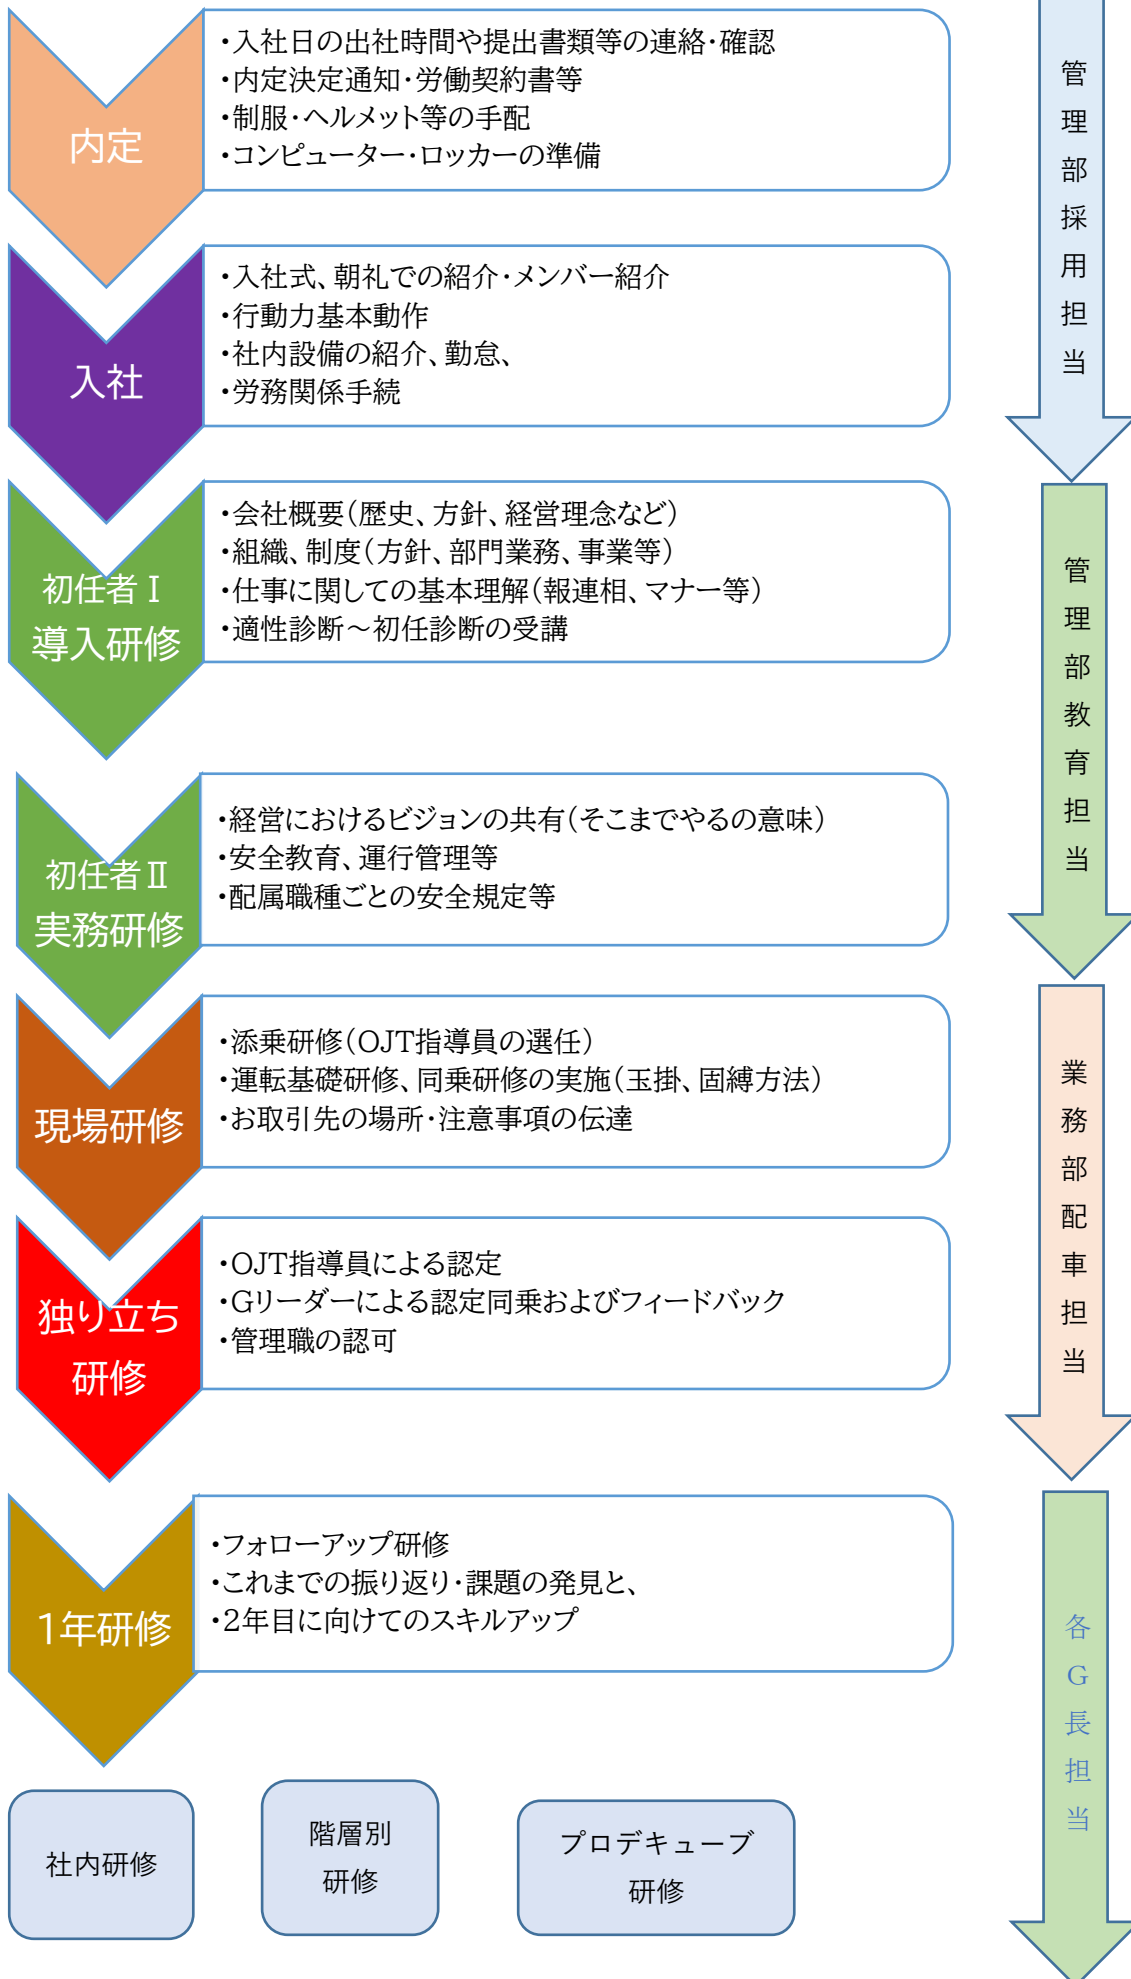 内定
・入社日の出社時間や提出書類等の連絡・確認
・内定決定通知・労働契約書等
・制服・ヘルメット等の手配
・コンピューター・ロッカーの準備
入社
・入社式、朝礼での紹介・メンバー紹介
・行動力基本動作
・社内設備の紹介、勤怠、
・労務関係手続
管理部採用担当
初任者Ⅰ
導入研修
・会社概要（歴史、方針、経営理念など）
・組織、制度（方針、部門業務、事業等）
・仕事に関しての基本理解（報連相、マナー等）
・適性診断～初任診断の受講
初任者Ⅱ
実務研修
・経営におけるビジョンの共有（そこまでやるの意味）
・安全教育、運行管理等
・配属職種ごとの安全規定等
管理部教育担当
現場研修
・添乗研修（OJT指導員の選任）
・運転基礎研修、同乗研修の実施（玉掛、固縛方法）
・お取引先の場所・注意事項の伝達
独り立ち
研修
・OJT指導員による認定
・Gリーダーによる認定同乗およびフィードバック
・管理職の認可
業務部配車担当
1年研修
・フォローアップ研修
・これまでの振り返り・課題の発見と、
・2年目に向けてのスキルアップ
各G長担当
社内研修
階層別
研修
プロデキューブ
研修